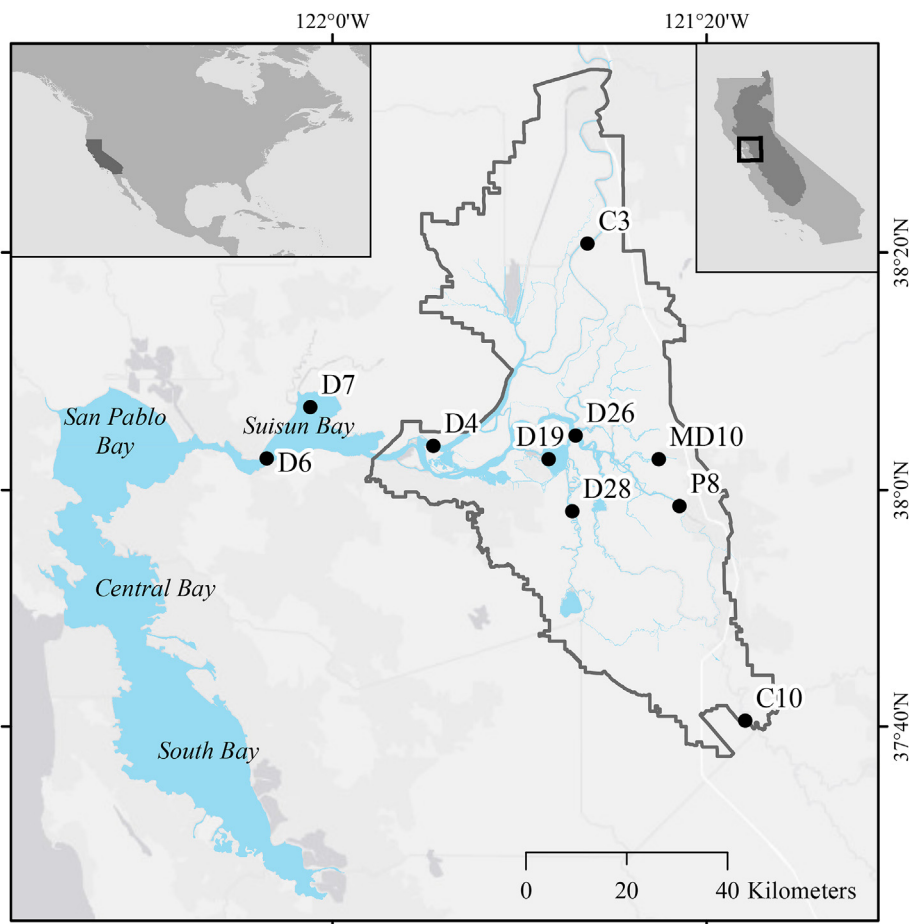 122°0'W
121°20'W
C3
38°20'N
D7
San Pablo
Bay
Suisun Bay
D4
D26
D19
MD10
D6
D28
P8
38°0'N
Central Bay
C10
37°40'N
South Bay
0
20
40 Kilometers